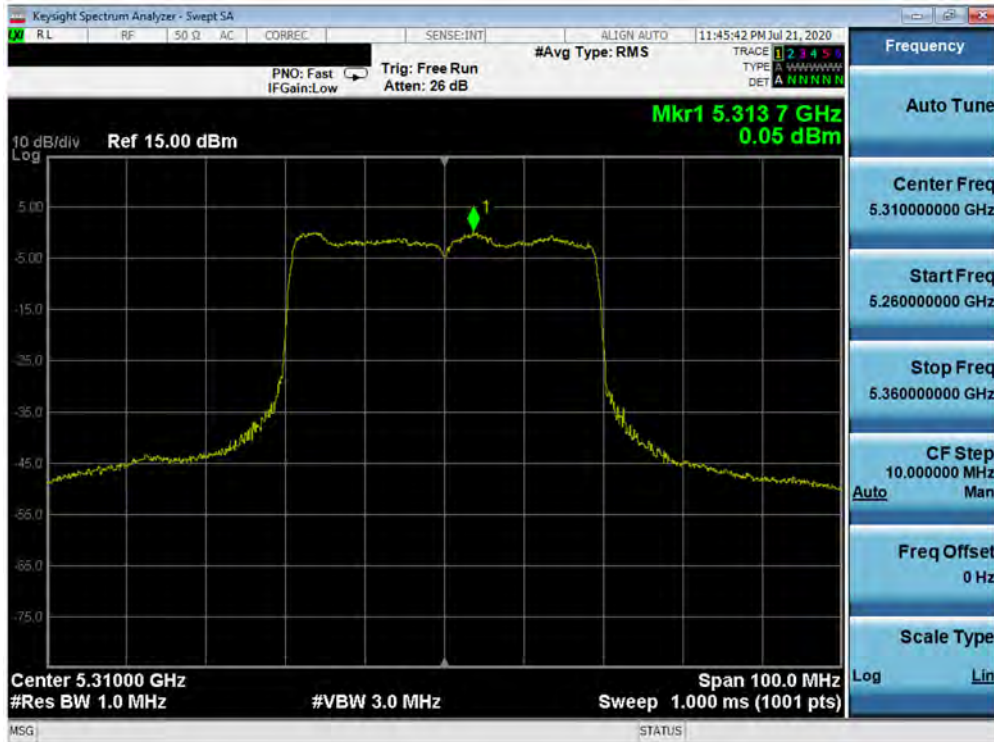 Keysight Spectrum Analyzer - Swept SA
LXI RL RF 50 Ω AC CORREC SENSE:INT ALIGN AUTO 11:45:42 PM Jul 21, 2020
#Avg Type: RMS
TRACE 1 2 3 4 5 6
TYPE A WWWWW
DET A N N N N N
PNO: Fast
IFGain:Low
Trig: Free Run
Atten: 26 dB
Mkr1 5.313 7 GHz
0.05 dBm
10 dB/div Ref 15.00 dBm
Log
1
5.00
-5.00
-15.0
-25.0
-35.0
-45.0
-55.0
-65.0
-75.0
Center 5.31000 GHz Span 100.0 MHz
#Res BW 1.0 MHz #VBW 3.0 MHz Sweep 1.000 ms (1001 pts)
MSG STATUS
Frequency
Auto Tune
Center Freq
5.310000000 GHz
Start Freq
5.260000000 GHz
Stop Freq
5.360000000 GHz
CF Step
10.000000 MHz
Auto Man
Freq Offset
0 Hz
Scale Type
Log Lin